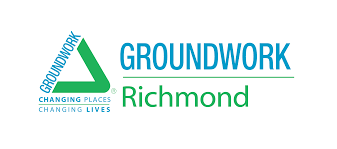 GROUNDWORK
CHANGING PLACES
CHANGING LIVES
®
GROUNDWORK
Richmond